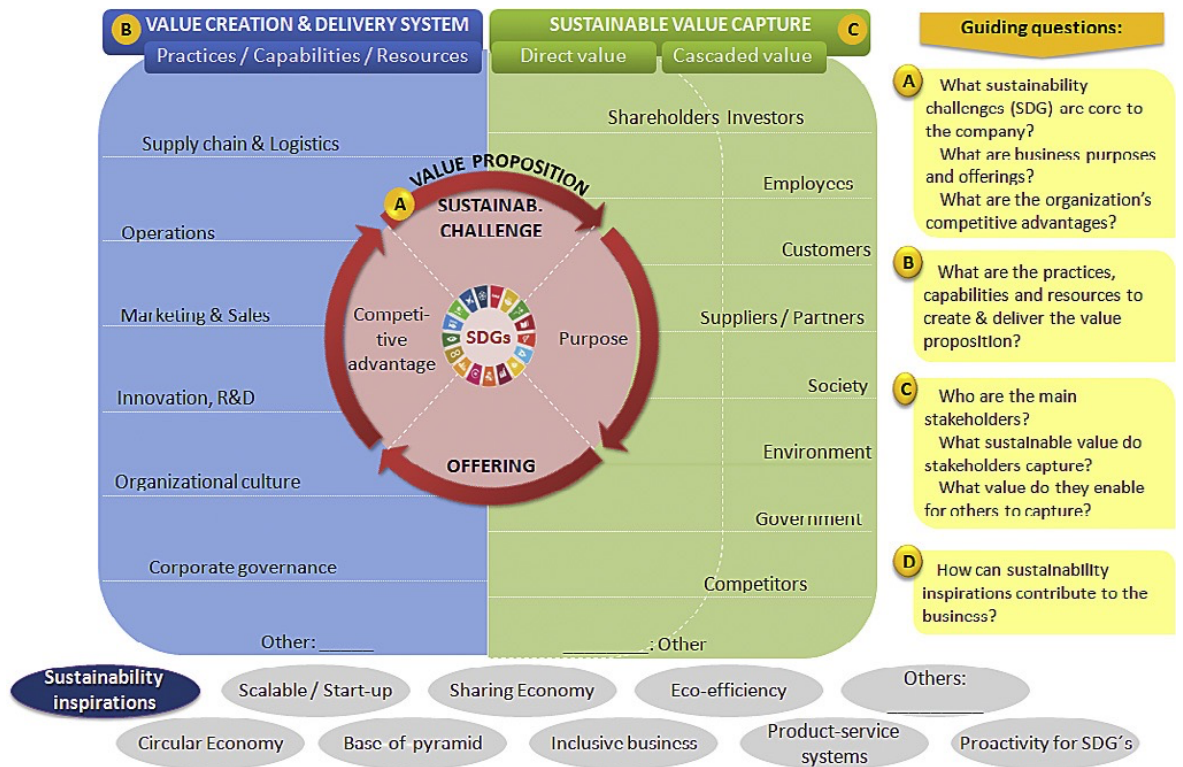 B VALUE CREATION & DELIVERY SYSTEM
Practices / Capabilities / Resources
SUSTAINABLE VALUE CAPTURE C
Direct value
Cascaded value
Supply chain & Logistics
Operations
Marketing & Sales
Innovation, R&D
Organizational culture
Corporate governance
Other: _____
A
VALUE PROPOSITION
SUSTAINAB.
CHALLENGE
Competi-
tive
advantage
SDGs
Purpose
OFFERING
Shareholders Investors
Employees
Customers
Suppliers / Partners
Society
Environment
Government
Competitors
________: Other
Guiding questions:
A What sustainability
challenges (SDG) are core to
the company?
What are business purposes
and offerings?
What are the organization's
competitive advantages?
B What are the practices,
capabilities and resources to
create & deliver the value
proposition?
C Who are the main
stakeholders?
What sustainable value do
stakeholders capture?
What value do they enable
for others to capture?
D How can sustainability
inspirations contribute to the
business?
Sustainability
inspirations
Scalable / Start-up
Sharing Economy
Eco-efficiency
Others:
_________
Circular Economy
Base of pyramid
Inclusive business
Product-service
systems
Proactivity for SDG´s